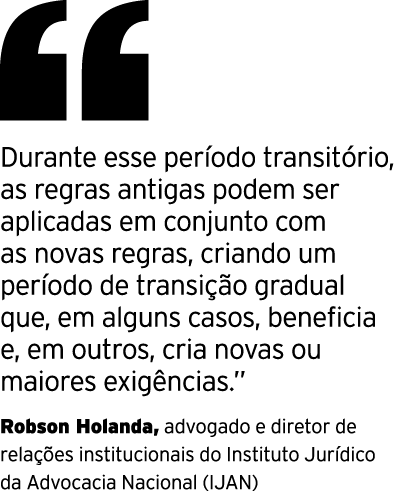 “
Durante esse período transitório,
as regras antigas podem ser
aplicadas em conjunto com
as novas regras, criando um
período de transição gradual
que, em alguns casos, beneficia
e, em outros, cria novas ou
maiores exigências.”
Robson Holanda, advogado e diretor de
relações institucionais do Instituto Jurídico
da Advocacia Nacional (IJAN)